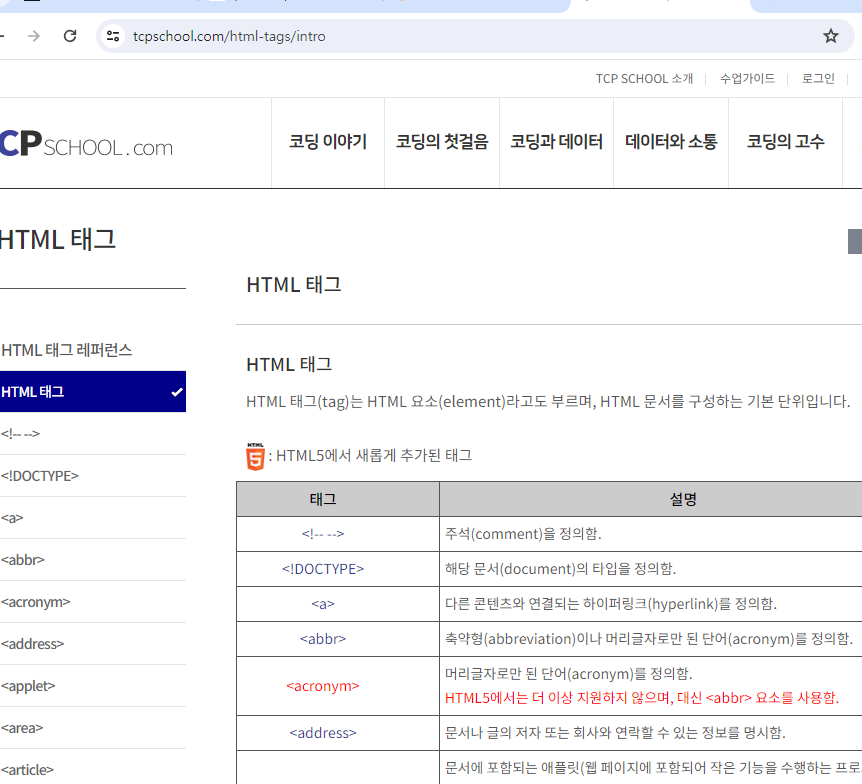 tcpschool.com/html-tags/intro
TCP SCHOOL 소개 수업가이드 로그인
CP SCHOOL.com
코딩 이야기 코딩의 첫걸음 코딩과 데이터 데이터와 소통 코딩의 고수
HTML 태그
HTML 태그 레퍼런스
HTML 태그
<!-- -->
<!DOCTYPE>
<a>
<abbr>
<acronym>
<address>
<applet>
<area>
<article>
HTML 태그
HTML 태그
HTML 태그(tag)는 HTML 요소(element)라고도 부르며, HTML 문서를 구성하는 기본 단위입니다.
HTML 5 : HTML5에서 새롭게 추가된 태그
태그 설명
<!-- --> 주석(comment)을 정의함.
<!DOCTYPE> 해당 문서(document)의 타입을 정의함.
<a> 다른 콘텐츠와 연결되는 하이퍼링크(hyperlink)를 정의함.
<abbr> 축약형(abbreviation)이나 머리글자로만 된 단어(acronym)를 정의함.
<acronym> 머리글자로만 된 단어(acronym)를 정의함.
HTML5에서는 더 이상 지원하지 않으며, 대신 <abbr> 요소를 사용함.
<address> 문서나 글의 저자 또는 회사와 연락할 수 있는 정보를 명시함.
문서에 포함되는 애플릿(웹 페이지에 포함되어 작은 기능을 수행하는 프로